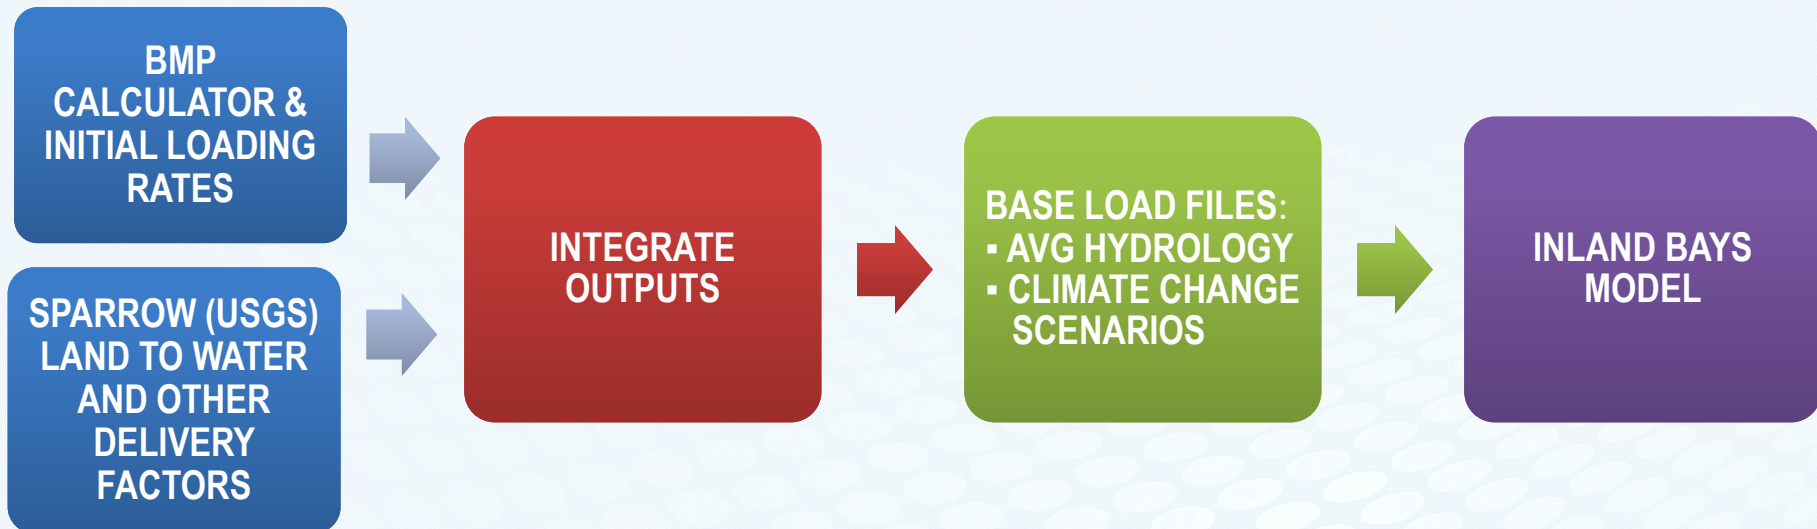 BMP
CALCULATOR &
INITIAL LOADING
RATES
SPARROW (USGS)
LAND TO WATER
AND OTHER
DELIVERY
FACTORS
INTEGRATE
OUTPUTS
BASE LOAD FILES:
▪ AVG HYDROLOGY
▪ CLIMATE CHANGE
SCENARIOS
INLAND BAYS
MODEL